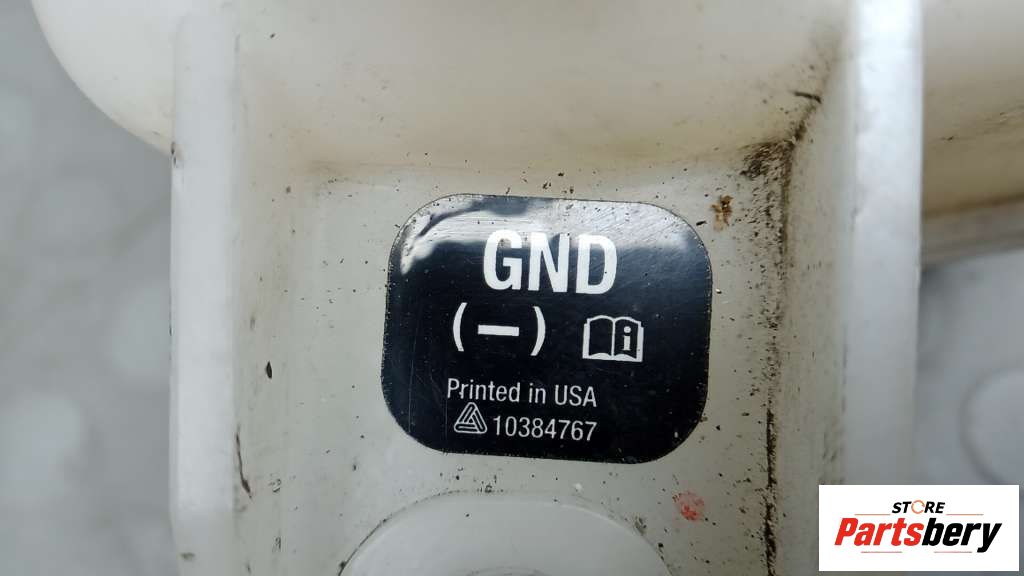 GND
(–)
i
Printed in USA
10384767
STORE
Partsbery